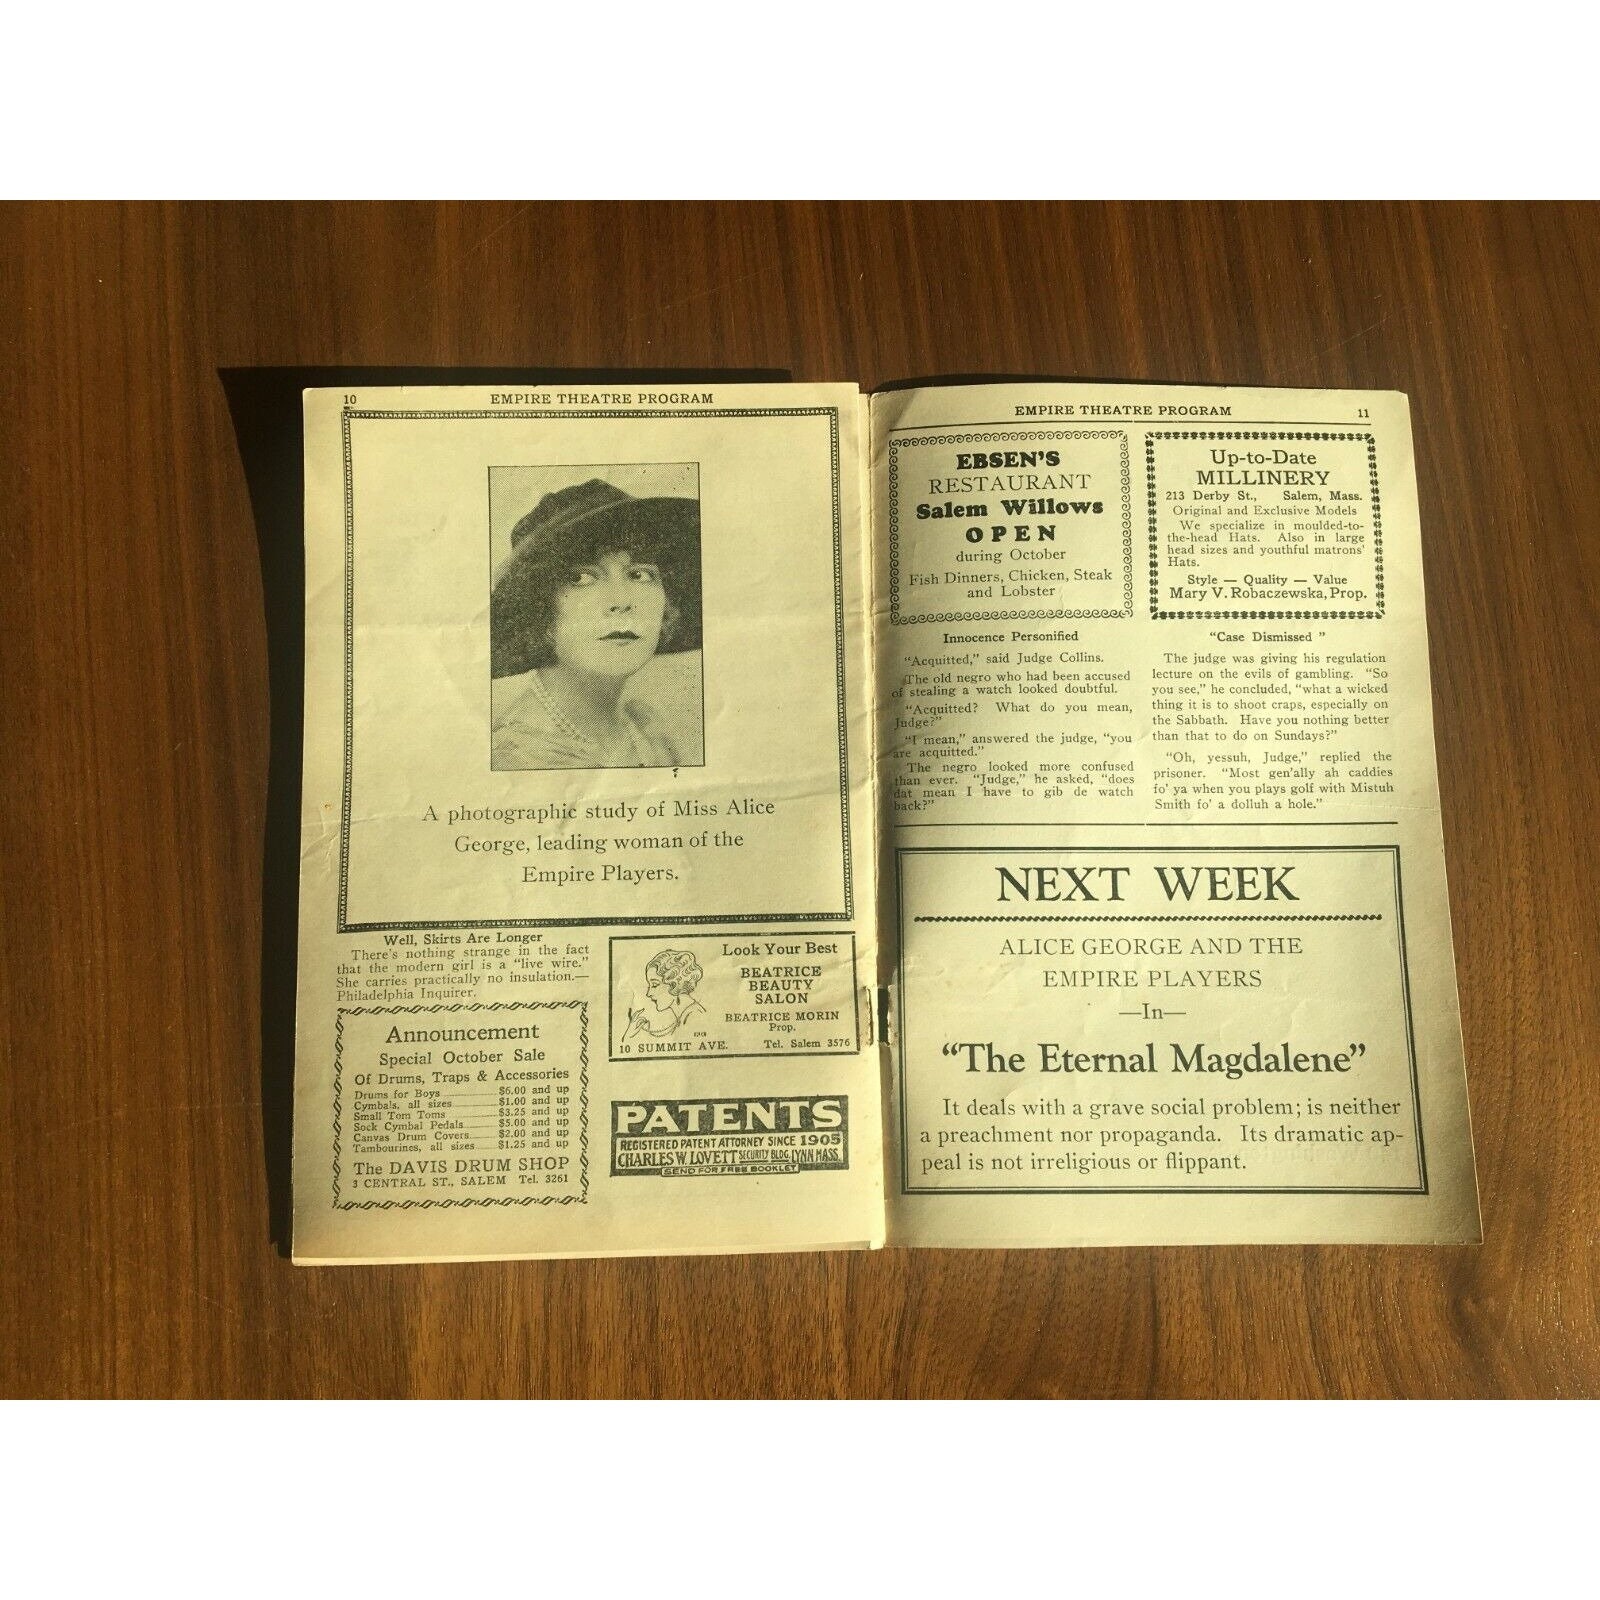 10 EMPIRE THEATRE PROGRAM
A photographic study of Miss Alice
George, leading woman of the
Empire Players.
Well, Skirts Are Longer
There's nothing strange in the fact
that the modern girl is a "live wire."
She carries practically no insulation.—
Philadelphia Inquirer.
Announcement
Special October Sale
Of Drums, Traps & Accessories
Drums for Boys $6.00 and up
Cymbals, all sizes $1.00 and up
Small Tom Toms $3.25 and up
Sock Cymbal Pedals $5.00 and up
Canvas Drum Covers $2.00 and up
Tambourines, all sizes $1.25 and up
The DAVIS DRUM SHOP
3 CENTRAL ST., SALEM Tel. 3261
Look Your Best
BEATRICE
BEAUTY
SALON
BEATRICE MORIN
Prop.
10 SUMMIT AVE. Tel. Salem 3576
PATENTS
REGISTERED PATENT ATTORNEY SINCE 1905
CHARLES W. LOVETT SECURITY BLDG. LYNN MASS.
SEND FOR FREE BOOKLET
EMPIRE THEATRE PROGRAM 11
EBSEN'S
RESTAURANT
Salem Willows
OPEN
during October
Fish Dinners, Chicken, Steak
and Lobster
Up-to-Date
MILLINERY
213 Derby St., Salem, Mass.
Original and Exclusive Models
We specialize in moulded-to-
the-head Hats. Also in large
head sizes and youthful matrons'
Hats.
Style — Quality — Value
Mary V. Robaczewska, Prop.
Innocence Personified
"Acquitted," said Judge Collins.
The old negro who had been accused
of stealing a watch looked doubtful.
"Acquitted? What do you mean,
Judge?"
"I mean," answered the judge, "you
are acquitted."
The negro looked more confused
than ever. "Judge," he asked, "does
dat mean I have to gib de watch
back?"
"Case Dismissed"
The judge was giving his regulation
lecture on the evils of gambling. "So
you see," he concluded, "what a wicked
thing it is to shoot craps, especially on
the Sabbath. Have you nothing better
than that to do on Sundays?"
"Oh, yessuh, Judge," replied the
prisoner. "Most gen'ally ah caddies
fo' ya when you plays golf with Mistuh
Smith fo' a dolluh a hole."
NEXT WEEK
ALICE GEORGE AND THE
EMPIRE PLAYERS
—In—
"The Eternal Magdalene"
It deals with a grave social problem; is neither
a preachment nor propaganda. Its dramatic ap-
peal is not irreligious or flippant.